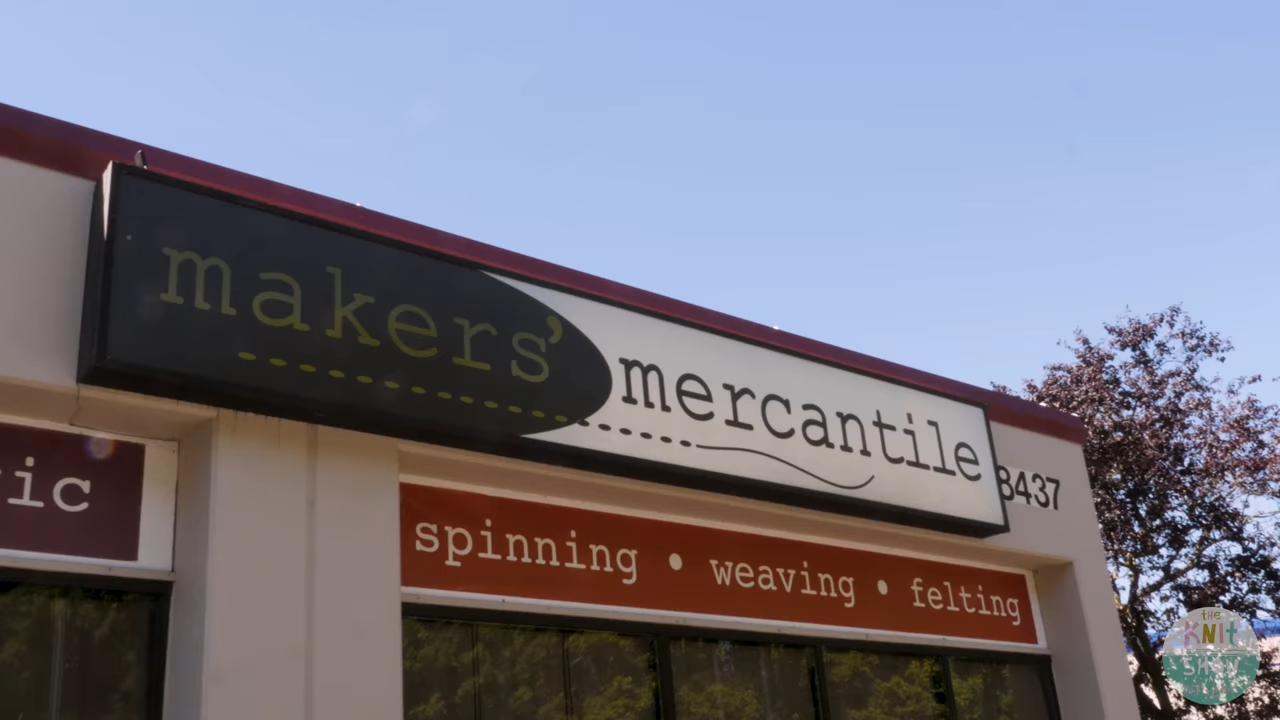 makers’ mercantile
8437
ic
spinning • weaving • felting
the
KNIt
SHOW